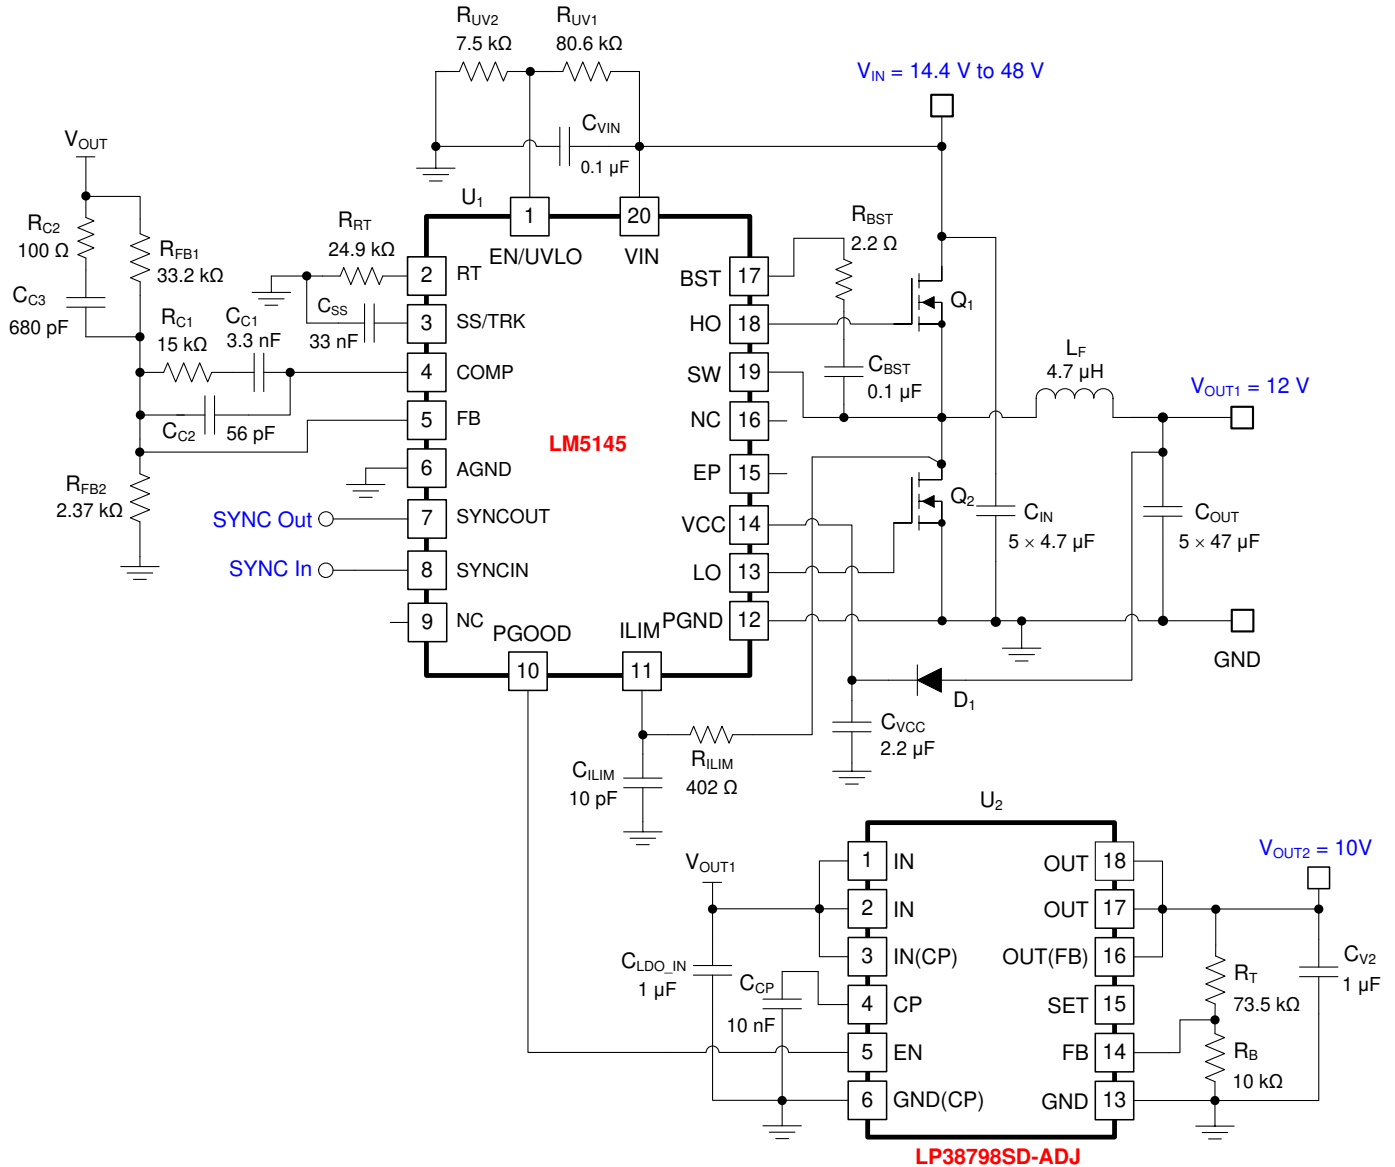 RUV2
7.5 kΩ
RUV1
80.6 kΩ
VIN = 14.4 V to 48 V
CVIN
0.1 µF
VOUT
U1
1
EN/UVLO
20
VIN
RC2
100 Ω
RFB1
33.2 kΩ
CC3
680 pF
RRT
24.9 kΩ
CSS
33 nF
RC1
15 kΩ
CC1
3.3 nF
CC2
56 pF
RFB2
2.37 kΩ
SYNC Out
SYNC In
2 RT
3 SS/TRK
4 COMP
5 FB
6 AGND
7 SYNCOUT
8 SYNCIN
9 NC
LM5145
BST 17
HO 18
SW 19
NC 16
EP 15
VCC 14
LO 13
PGND 12
PGOOD
10
ILIM
11
RBST
2.2 Ω
CBST
0.1 µF
Q1
Q2
LF
4.7 µH
VOUT1 = 12 V
CIN
5 × 4.7 µF
COUT
5 × 47 µF
GND
D1
CVCC
2.2 µF
RILIM
402 Ω
CILIM
10 pF
U2
VOUT1
CLDO_IN
1 µF
CCP
10 nF
1 IN
2 IN
3 IN(CP)
4 CP
5 EN
6 GND(CP)
OUT 18
OUT 17
OUT(FB) 16
SET 15
FB 14
GND 13
VOUT2 = 10V
RT
73.5 kΩ
RB
10 kΩ
CV2
1 µF
LP38798SD-ADJ